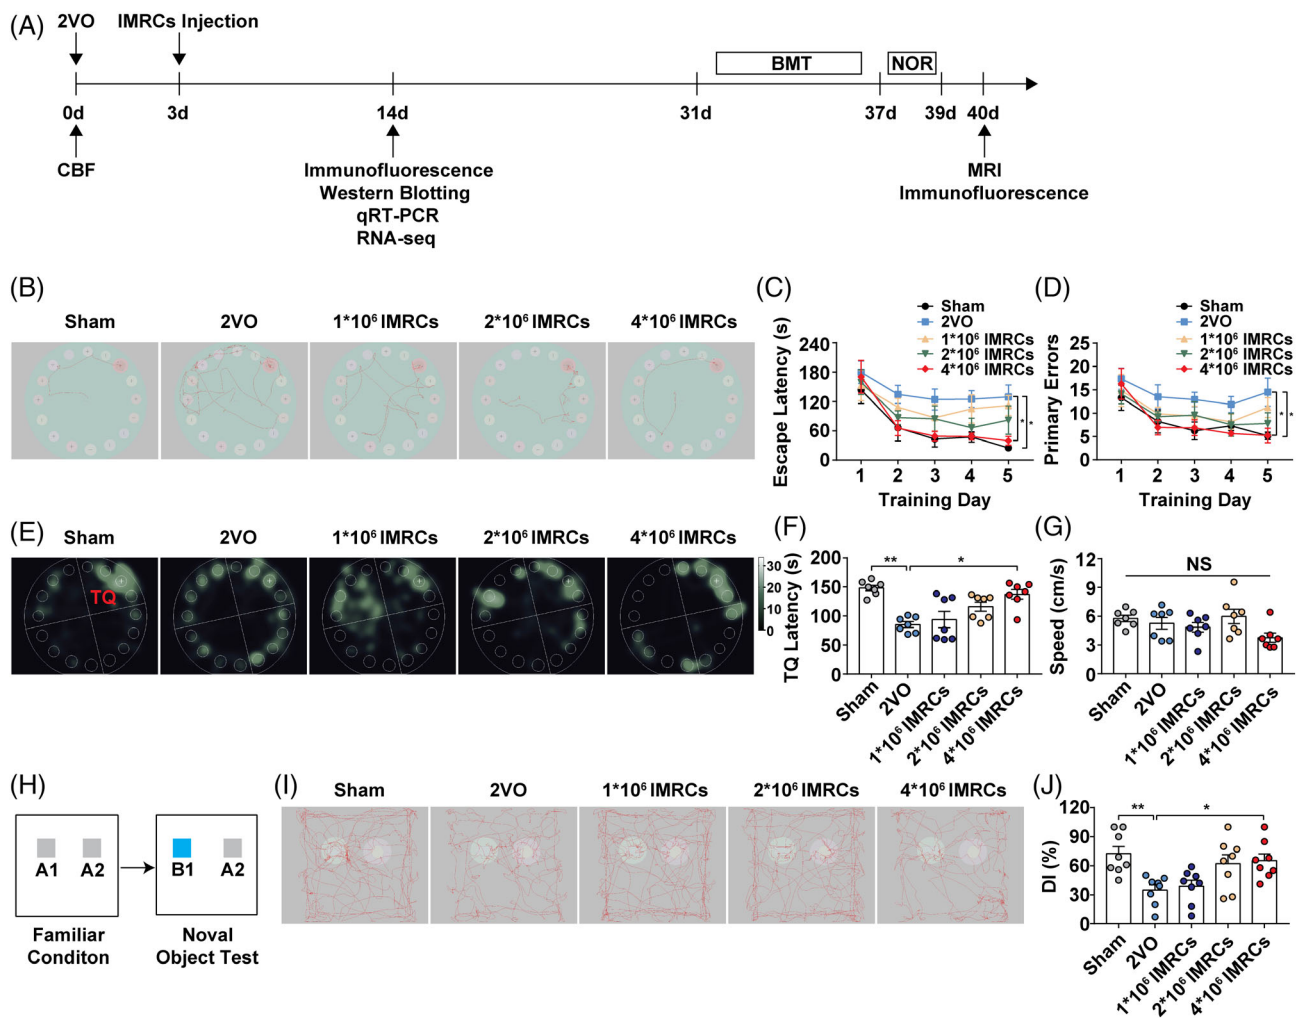 (A)
2VO
IMRCs Injection
BMT
NOR
0d
3d
14d
31d
37d
39d
40d
CBF
Immunofluorescence
Western Blotting
qRT-PCR
RNA-seq
MRI
Immunofluorescence
(B)
Sham
2VO
1*10⁶ IMRCs
2*10⁶ IMRCs
4*10⁶ IMRCs
(C)
Sham
2VO
1*10⁶ IMRCs
2*10⁶ IMRCs
4*10⁶ IMRCs
Escape Latency (s)
240
180
120
60
0
* *
1 2 3 4 5
Training Day
(D)
Sham
2VO
1*10⁶ IMRCs
2*10⁶ IMRCs
4*10⁶ IMRCs
Primary Errors
25
20
15
10
5
0
* *
1 2 3 4 5
Training Day
(E)
Sham
2VO
1*10⁶ IMRCs
2*10⁶ IMRCs
4*10⁶ IMRCs
TQ
30
20
10
0
(F)
TQ Latency (s)
200
150
100
50
0
**
*
Sham
2VO
1*10⁶ IMRCs
2*10⁶ IMRCs
4*10⁶ IMRCs
(G)
Speed (cm/s)
12
9
6
3
0
NS
Sham
2VO
1*10⁶ IMRCs
2*10⁶ IMRCs
4*10⁶ IMRCs
(H)
A1 A2
B1 A2
Familiar
Conditon
Noval
Object Test
(I)
Sham
2VO
1*10⁶ IMRCs
2*10⁶ IMRCs
4*10⁶ IMRCs
(J)
DI (%)
120
90
60
30
0
**
*
Sham
2VO
1*10⁶ IMRCs
2*10⁶ IMRCs
4*10⁶ IMRCs